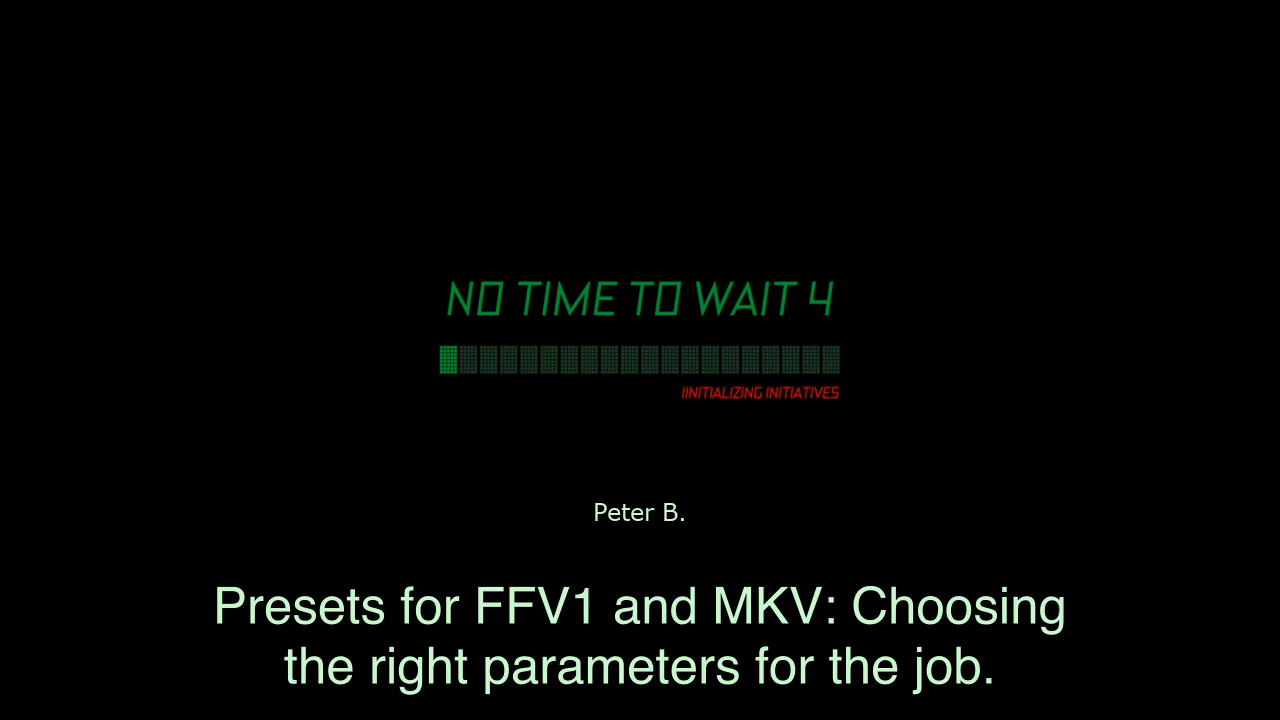 NO TIME TO WAIT 4
IINITIALIZING INITIATIVES
Peter B.
Presets for FFV1 and MKV: Choosing
the right parameters for the job.